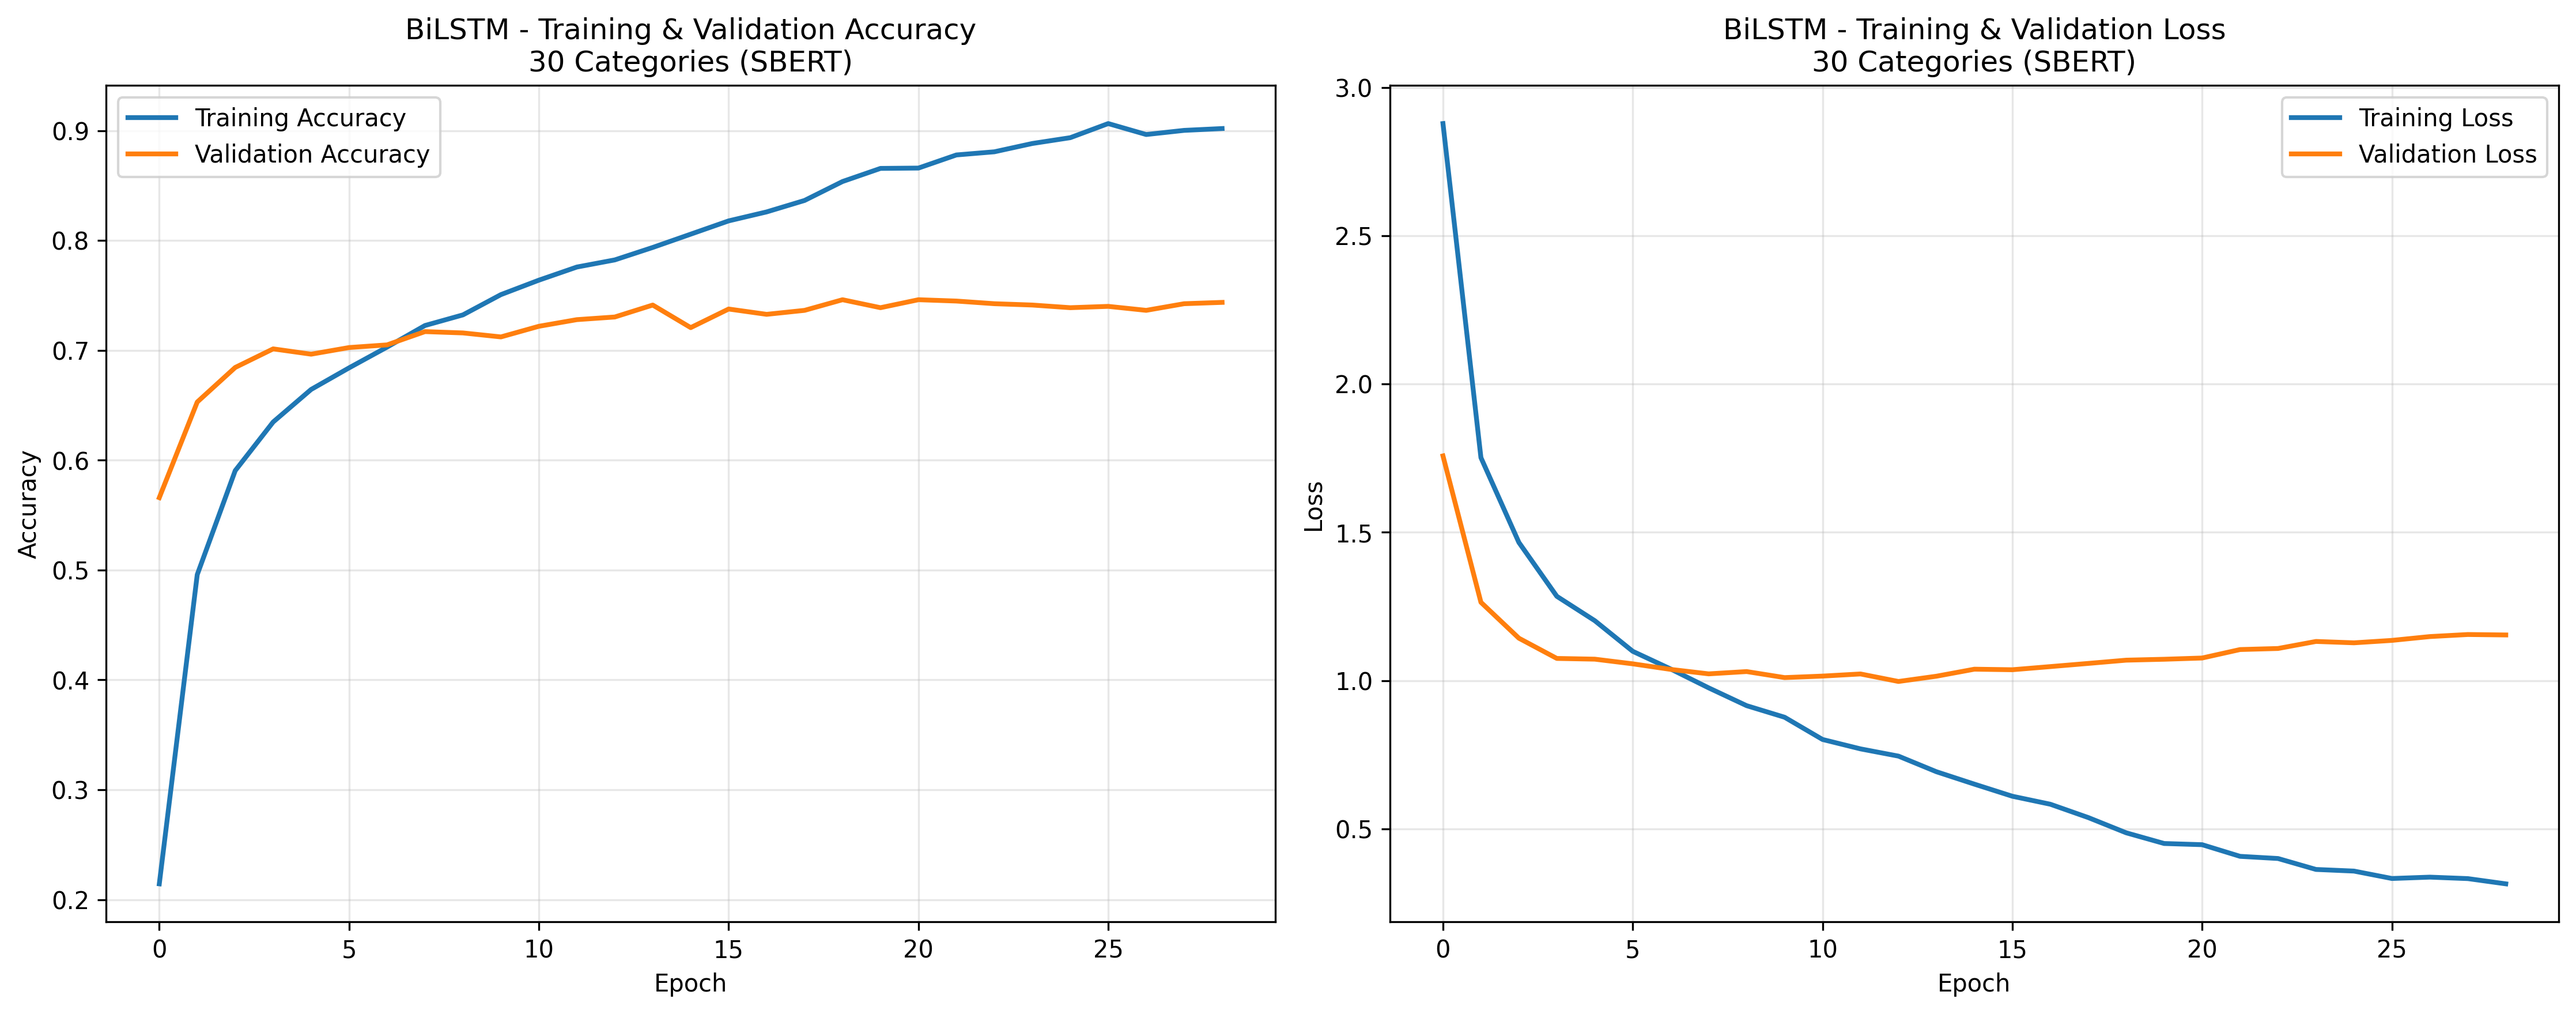 BiLSTM - Training & Validation Accuracy
30 Categories (SBERT)
Training Accuracy
Validation Accuracy
0.9
0.8
0.7
0.6
0.5
0.4
0.3
0.2
Accuracy
0 5 10 15 20 25
Epoch
BiLSTM - Training & Validation Loss
30 Categories (SBERT)
Training Loss
Validation Loss
3.0
2.5
2.0
1.5
1.0
0.5
Loss
0 5 10 15 20 25
Epoch